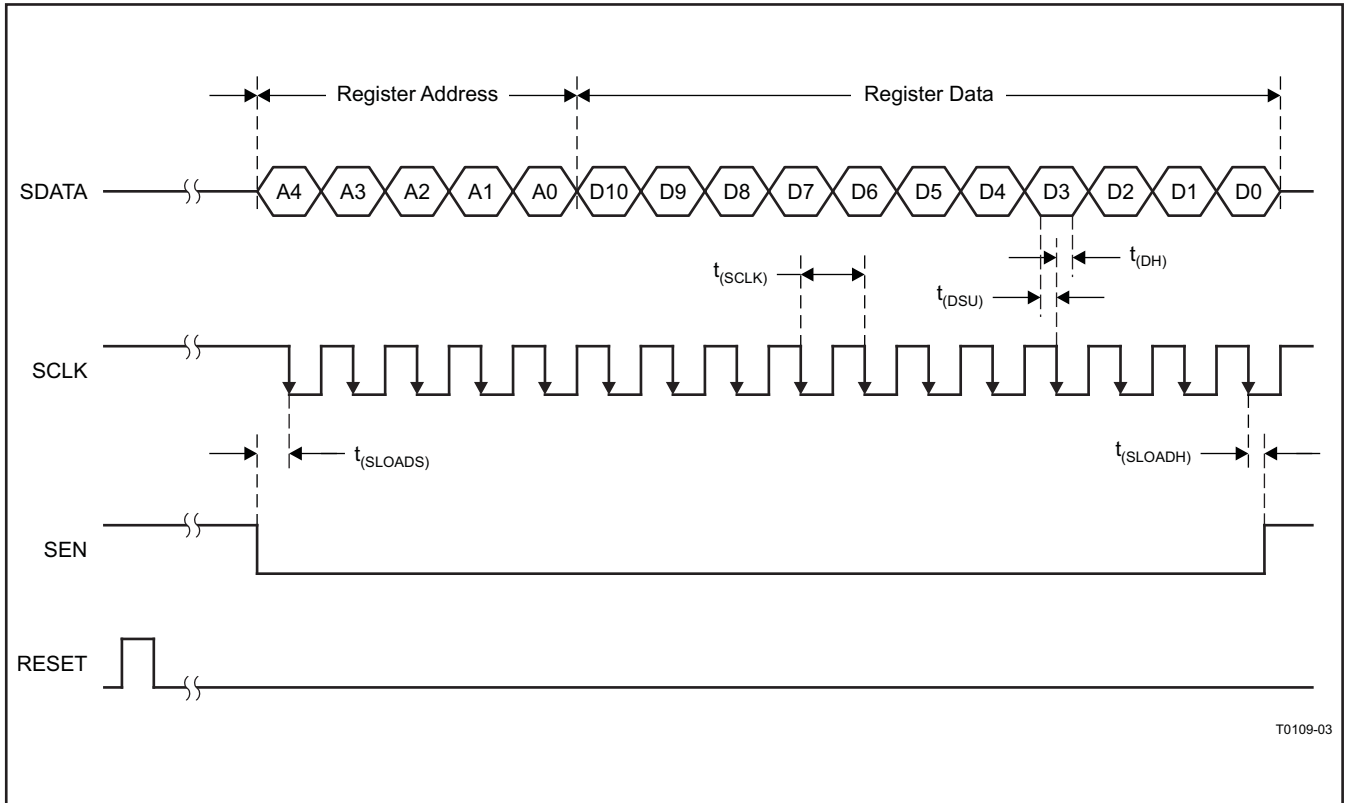 Register Address
Register Data
SDATA
A4 A3 A2 A1 A0 D10 D9 D8 D7 D6 D5 D4 D3 D2 D1 D0
t(DH)
t(SCLK)
t(DSU)
SCLK
t(SLOADS)
t(SLOADH)
SEN
RESET
T0109-03